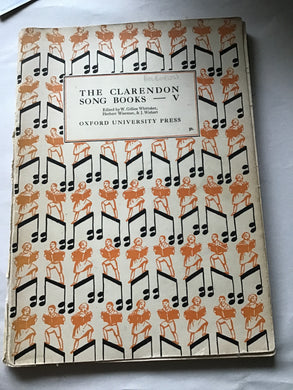 THE CLARENDON
SONG BOOKS — V
Edited by W. Gillies Whittaker,
Herbert Wiseman, & J. Wishart
OXFORD UNIVERSITY PRESS